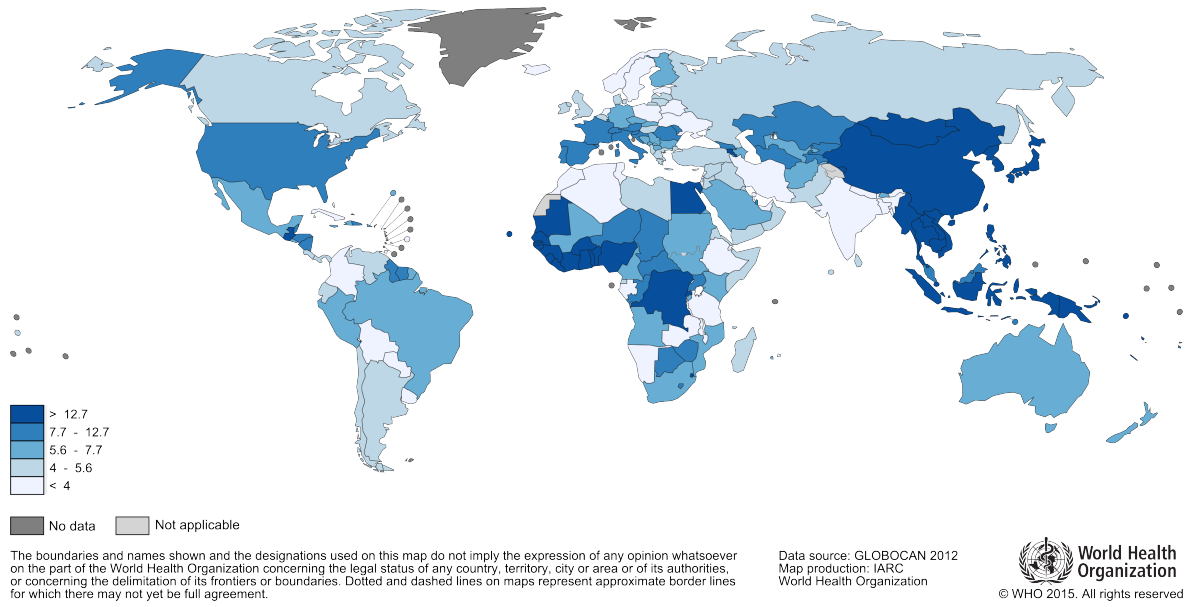 > 12.7
7.7 - 12.7
5.6 - 7.7
4 - 5.6
< 4
No data
Not applicable
The boundaries and names shown and the designations used on this map do not imply the expression of any opinion whatsoever
on the part of the World Health Organization concerning the legal status of any country, territory, city or area or of its authorities,
or concerning the delimitation of its frontiers or boundaries. Dotted and dashed lines on maps represent approximate border lines
for which there may not yet be full agreement.
Data source: GLOBOCAN 2012
Map production: IARC
World Health Organization
World Health
Organization
© WHO 2015. All rights reserved